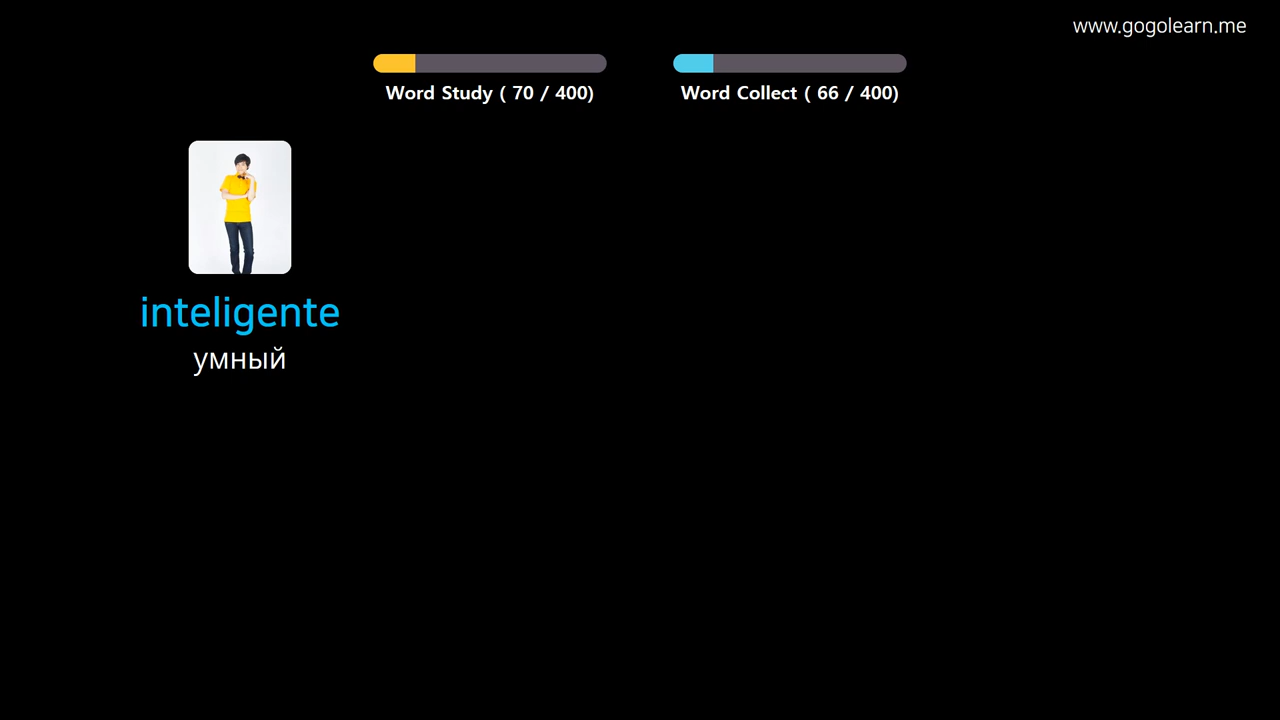 www.gogolearn.me
Word Study ( 70 / 400)
Word Collect ( 66 / 400)
inteligente
умный